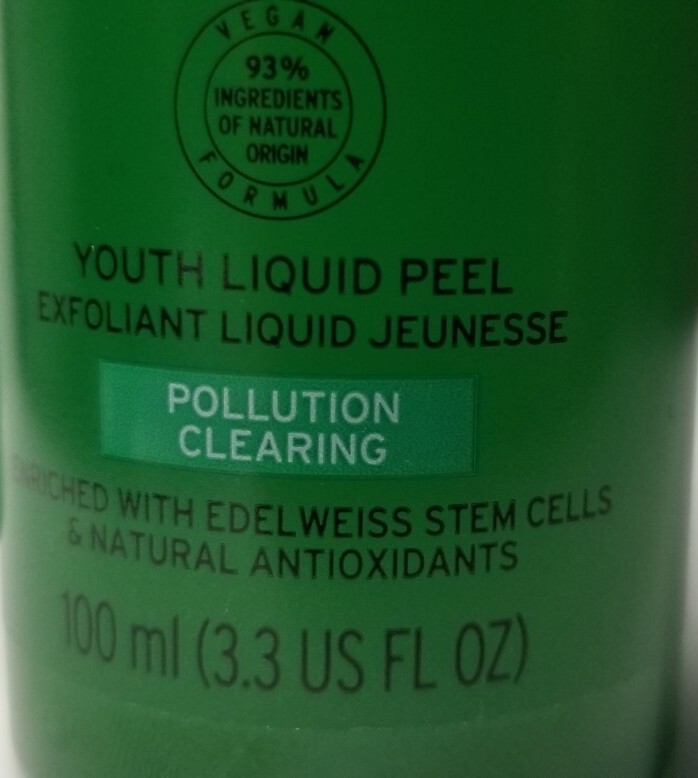 VEGAN
93%
INGREDIENTS
OF NATURAL
ORIGIN
FORMULA
YOUTH LIQUID PEEL
EXFOLIANT LIQUID JEUNESSE
POLLUTION
CLEARING
ENRICHED WITH EDELWEISS STEM CELLS
& NATURAL ANTIOXIDANTS
100 ml (3.3 US FL OZ)